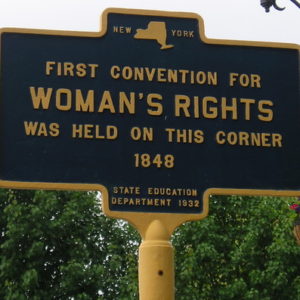 NEW YORK
FIRST CONVENTION FOR
WOMAN'S RIGHTS
WAS HELD ON THIS CORNER
1848
STATE EDUCATION
DEPARTMENT 1932